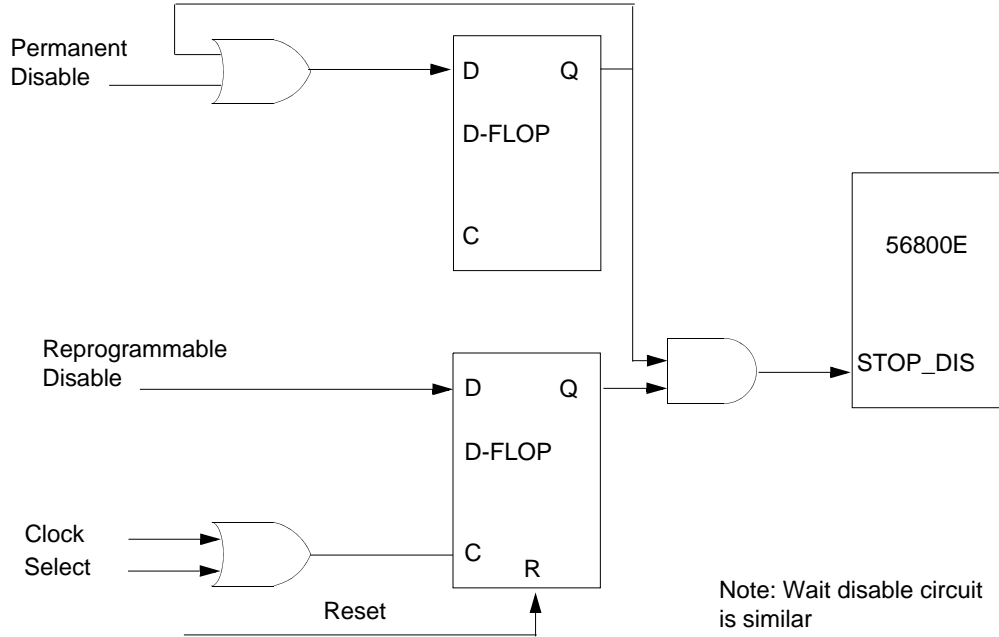 Permanent
Disable
D Q
D-FLOP
C
56800E
STOP_DIS
Reprogrammable
Disable
D Q
D-FLOP
Clock
Select
C
R
Reset
Note: Wait disable circuit
is similar